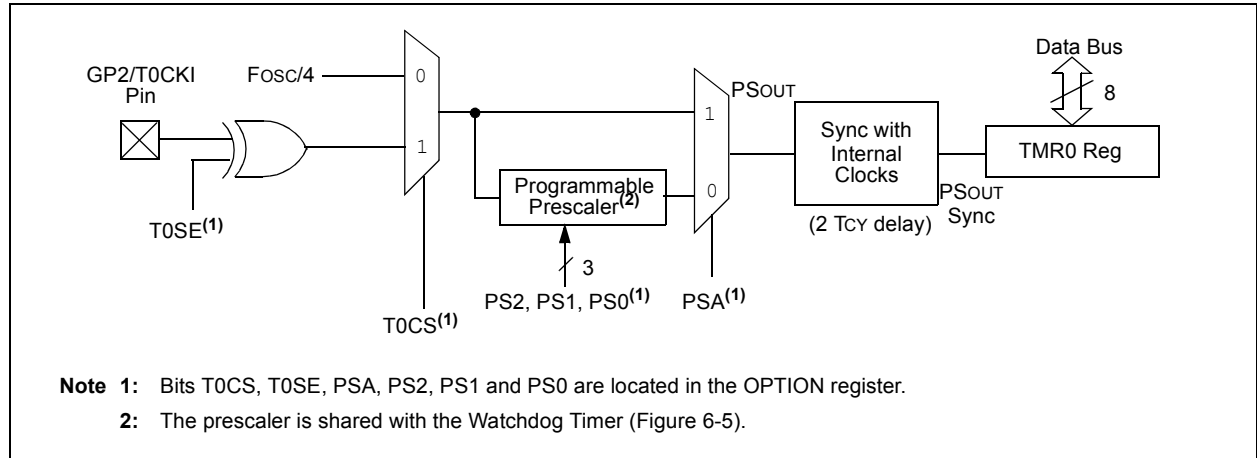 GP2/T0CKI
Pin
FOSC/4
0
1
T0SE(1)
T0CS(1)
Programmable
Prescaler(2)
3
PS2, PS1, PS0(1)
1
0
PSA(1)
PSOUT
Sync with
Internal
Clocks
(2 TCY delay)
PSOUT
Sync
Data Bus
8
TMR0 Reg
Note 1: Bits T0CS, T0SE, PSA, PS2, PS1 and PS0 are located in the OPTION register.
2: The prescaler is shared with the Watchdog Timer (Figure 6-5).